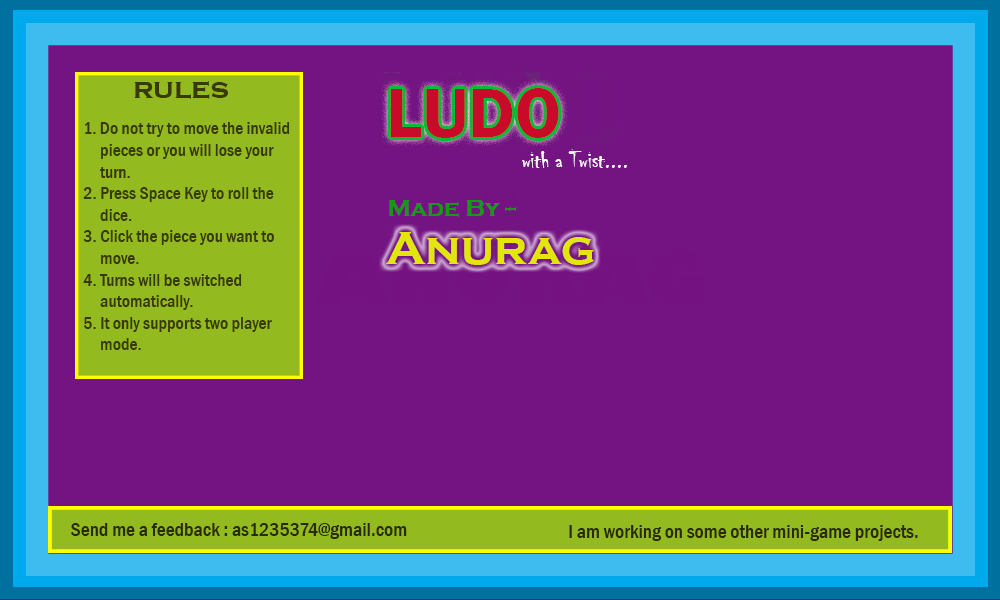 RULES
1. Do not try to move the invalid
pieces or you will lose your
turn.
2. Press Space Key to roll the
dice.
3. Click the piece you want to
move.
4. Turns will be switched
automatically.
5. It only supports two player
mode.
LUDO
with a Twist....
MADE BY --
ANURAG
Send me a feedback : as1235374@gmail.com
I am working on some other mini-game projects.